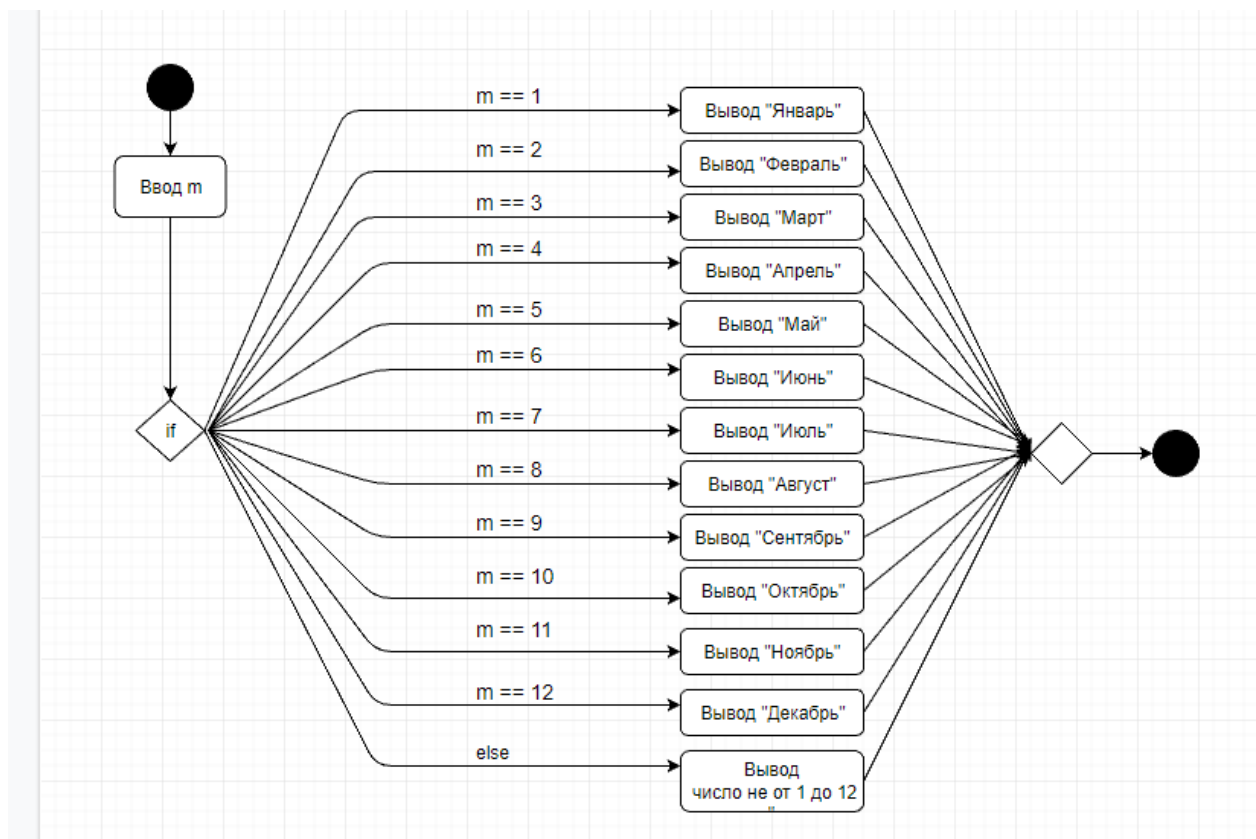 m == 1
Вывод "Январь"
m == 2
Вывод "Февраль"
Ввод m
m == 3
Вывод "Март"
m == 4
Вывод "Апрель"
m == 5
Вывод "Май"
m == 6
Вывод "Июнь"
if
m == 7
Вывод "Июль"
m == 8
Вывод "Август"
m == 9
Вывод "Сентябрь"
m == 10
Вывод "Октябрь"
m == 11
Вывод "Ноябрь"
m == 12
Вывод "Декабрь"
else
Вывод
число не от 1 до 12
"